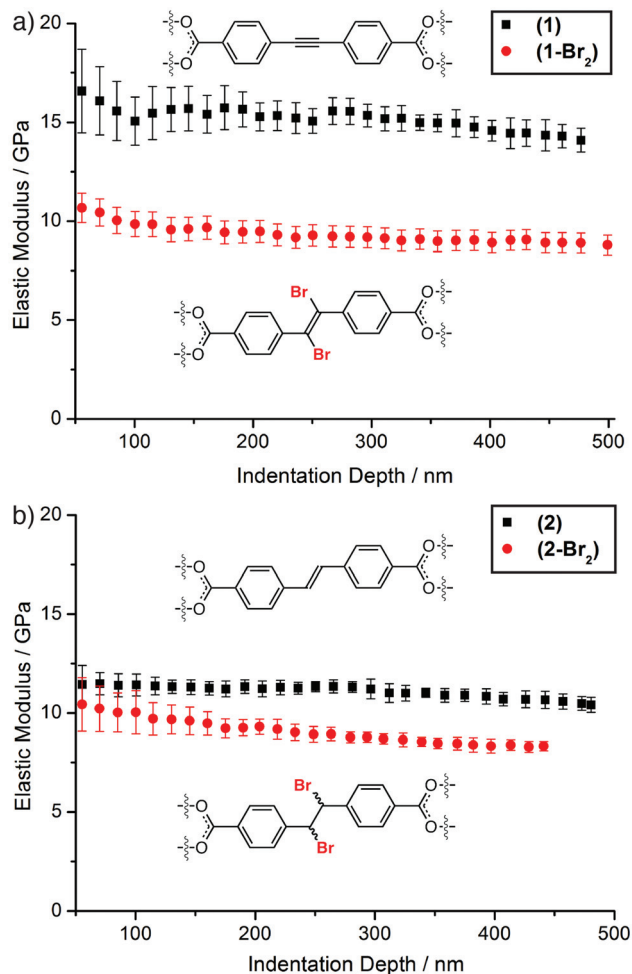 a)
O
O
O
O
(1)
(1-Br₂)
20
15
10
5
0
Elastic Modulus / GPa
Br
O
O
Br
O
O
100
200
300
400
500
Indentation Depth / nm
b)
(2)
(2-Br₂)
20
15
10
5
0
Elastic Modulus / GPa
O
O
O
O
Br
O
O
Br
O
O
100
200
300
400
500
Indentation Depth / nm